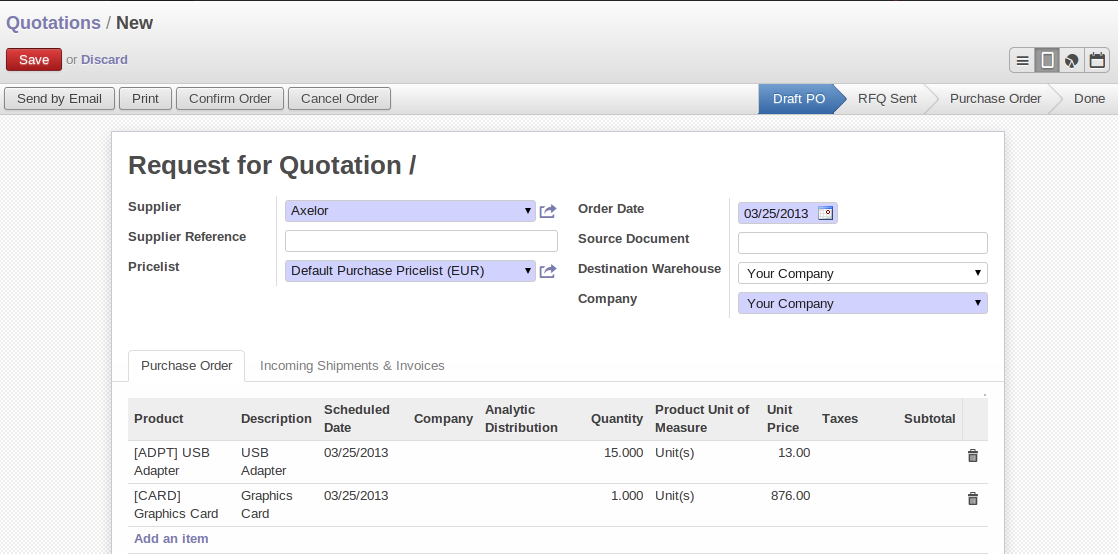 Quotations / New
Save or Discard
Send by Email Print Confirm Order Cancel Order Draft PO RFQ Sent Purchase Order Done
Request for Quotation /
Supplier Axelor
Supplier Reference
Pricelist Default Purchase Pricelist (EUR)
Order Date 03/25/2013
Source Document
Destination Warehouse Your Company
Company Your Company
Purchase Order Incoming Shipments & Invoices
Product Description Scheduled Date Company Analytic Distribution Quantity Product Unit of Measure Unit Price Taxes Subtotal
[ADPT] USB Adapter USB Adapter 03/25/2013 15.000 Unit(s) 13.00
[CARD] Graphics Card Graphics Card 03/25/2013 1.000 Unit(s) 876.00
Add an item